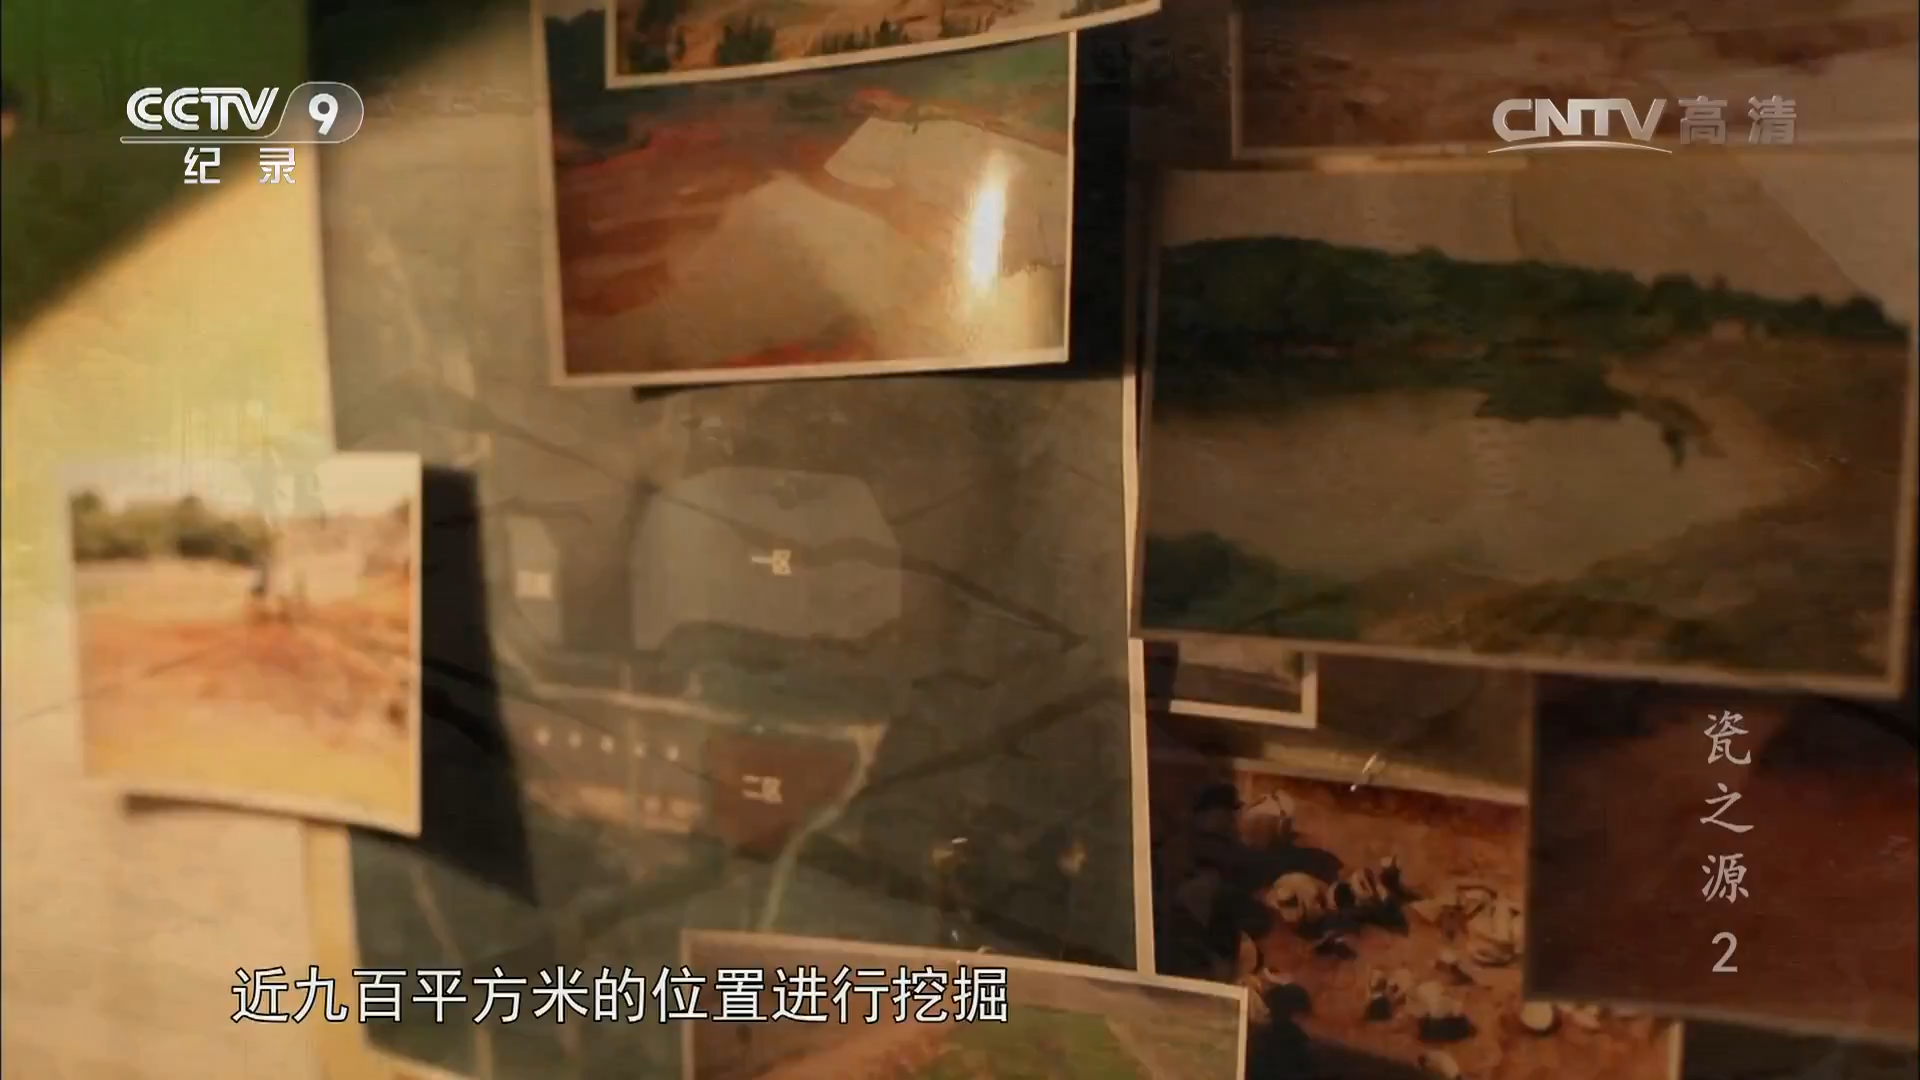 CCTV 9
纪录
CNTV高清
一区
二区
瓷之源2
近九百平方米的位置进行挖掘